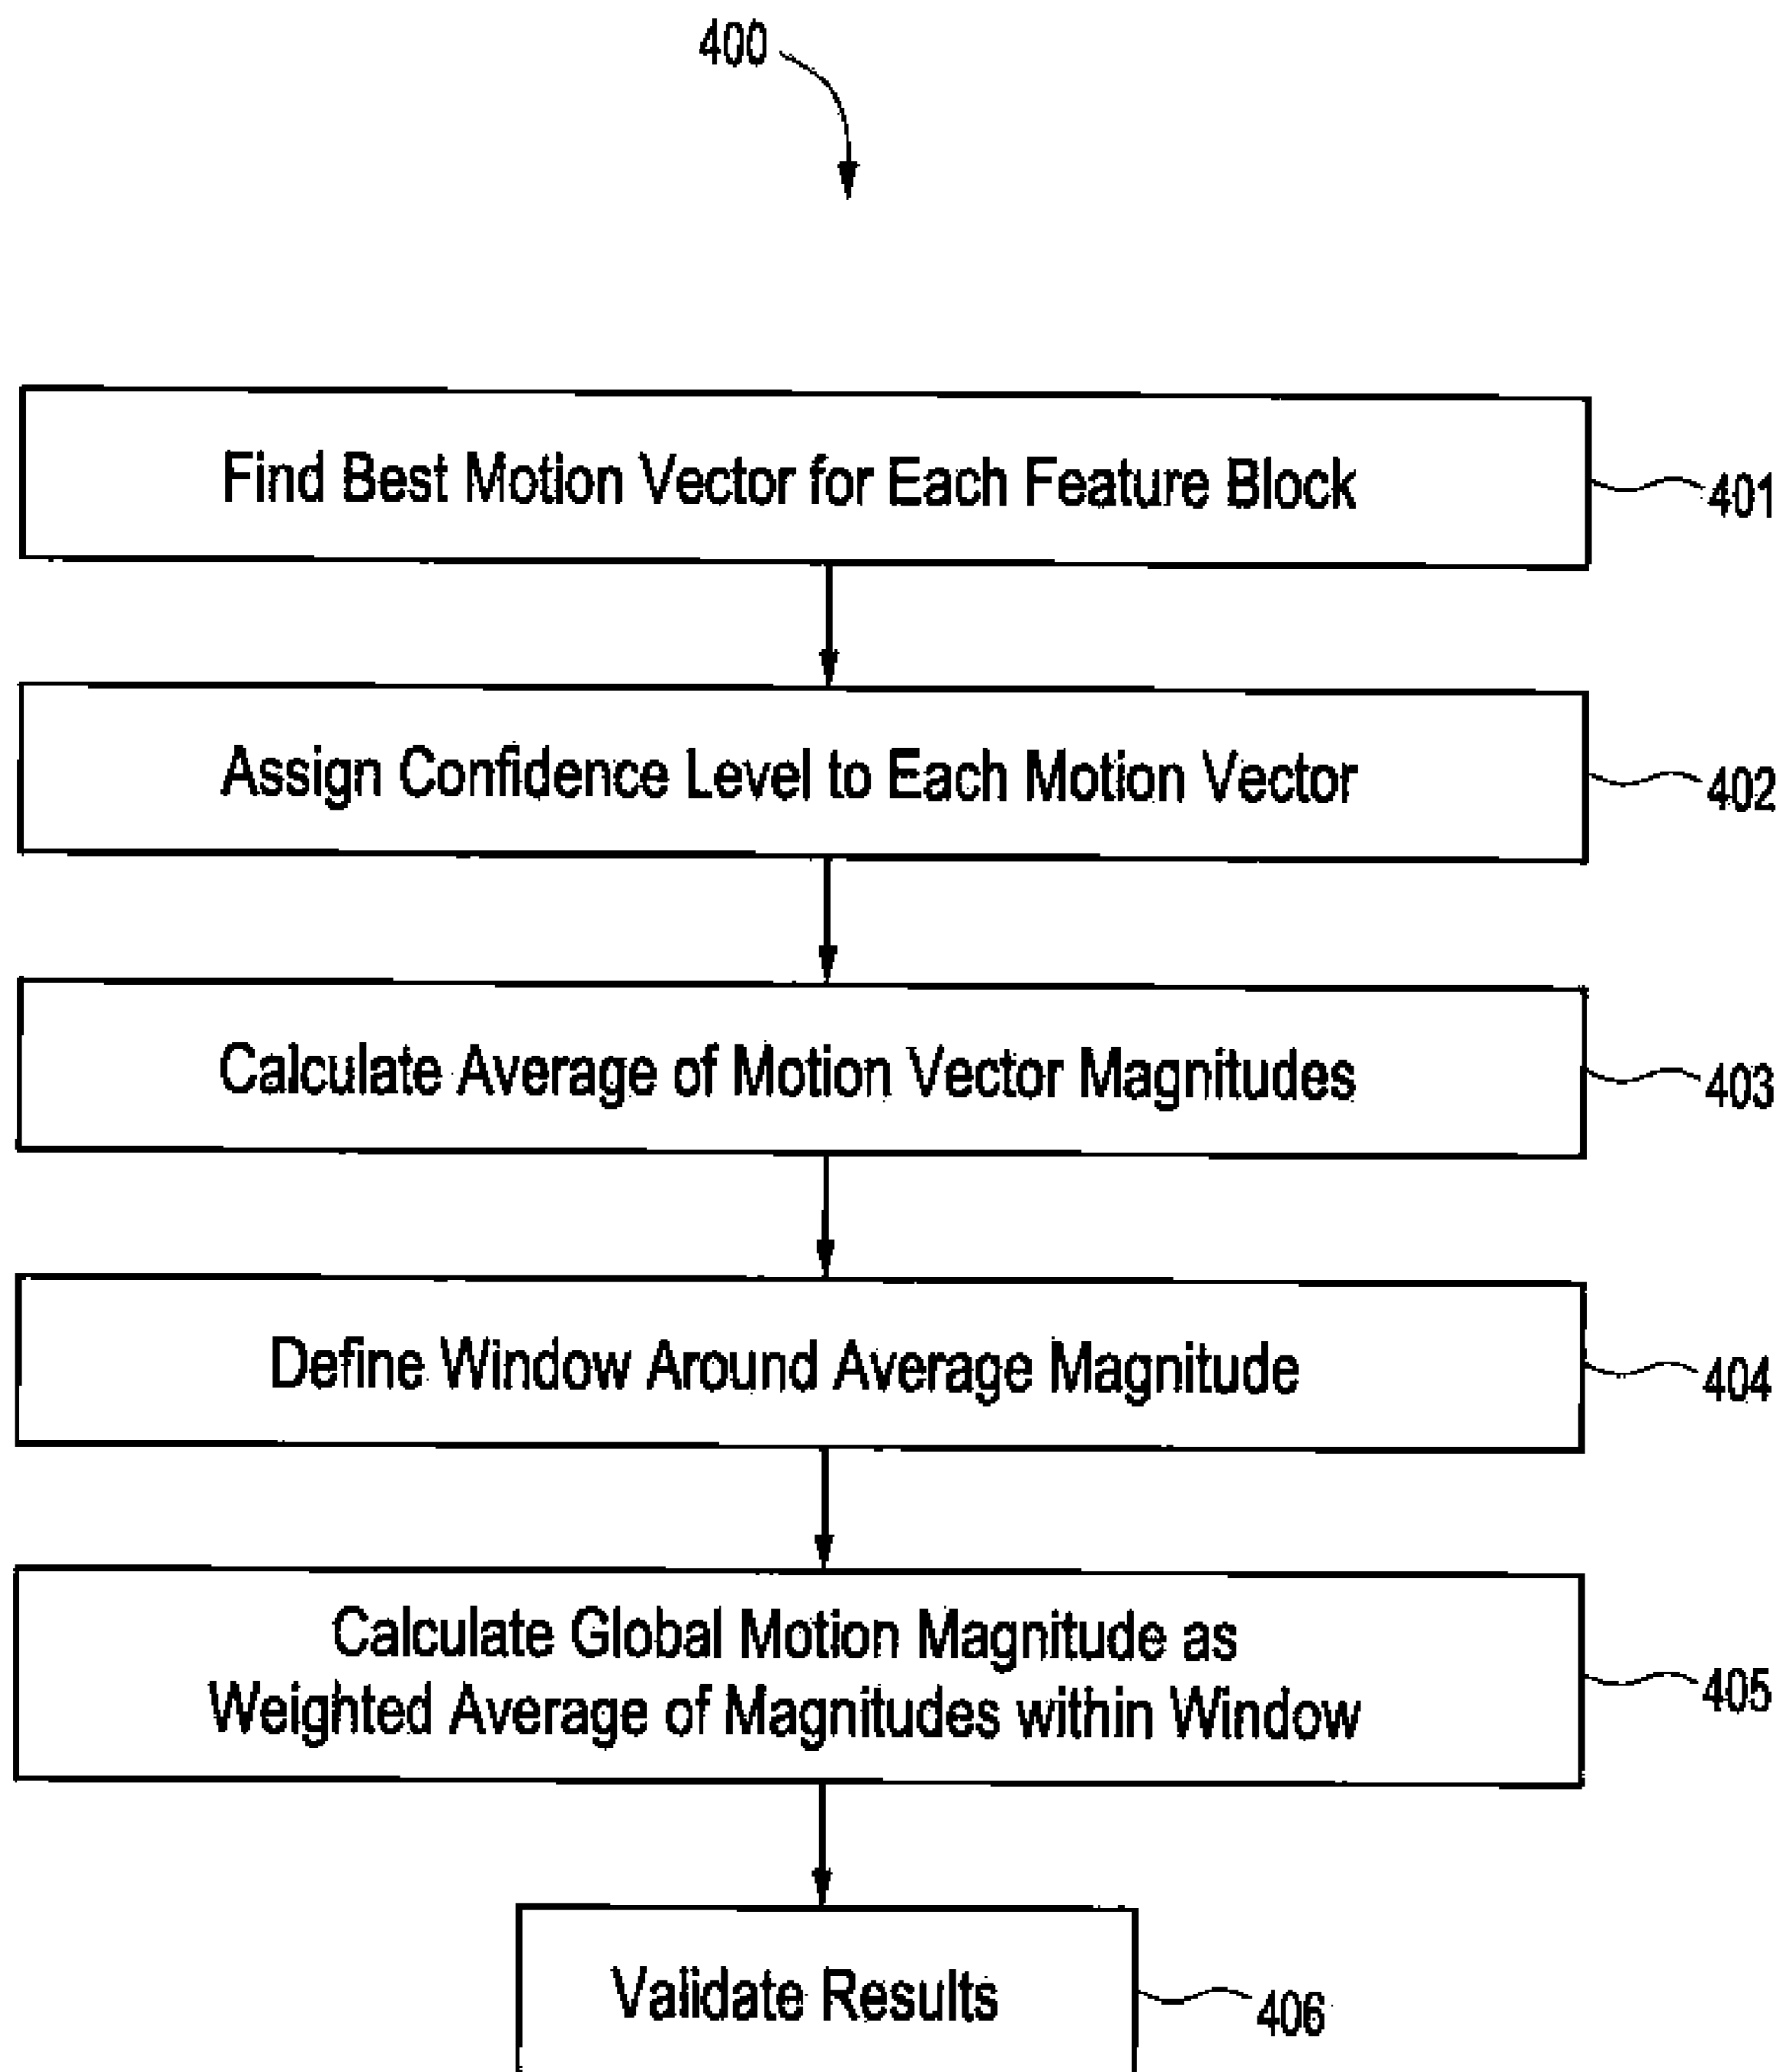 400
Find Best Motion Vector for Each Feature Block
401
Assign Confidence Level to Each Motion Vector
402
Calculate Average of Motion Vector Magnitudes
403
Define Window Around Average Magnitude
404
Calculate Global Motion Magnitude as
Weighted Average of Magnitudes within Window
405
Validate Results
406